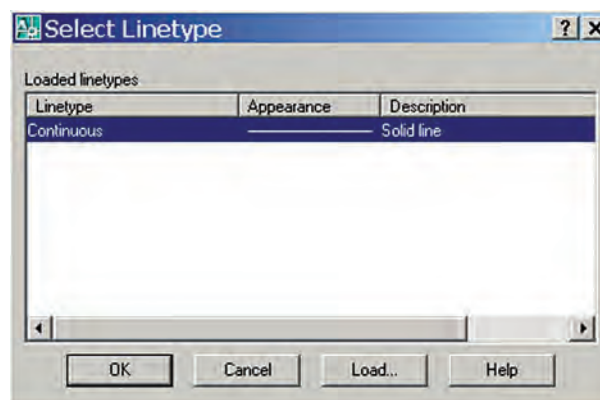 Select Linetype
Loaded linetypes
Linetype Appearance Description
Continuous Solid line
OK Cancel Load... Help